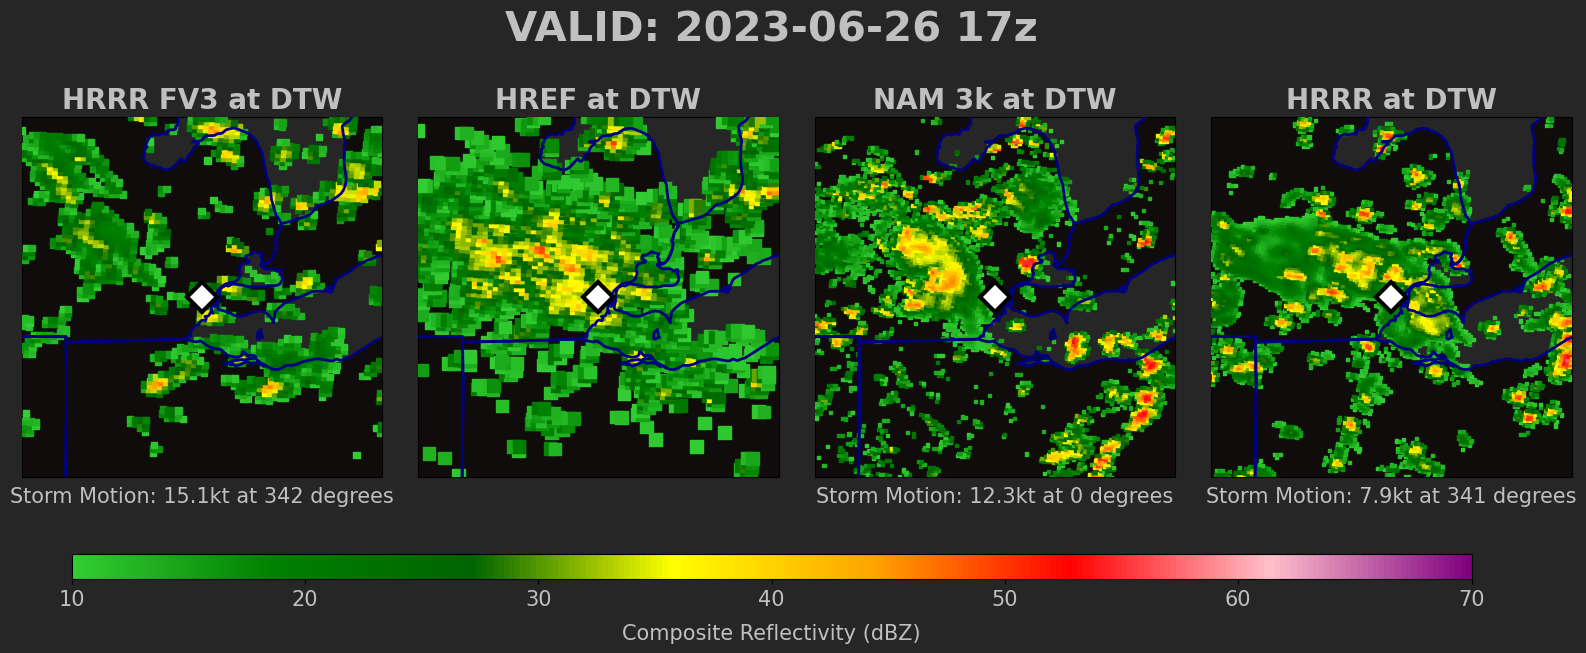 VALID: 2023-06-26 17z
HRRR FV3 at DTW
HREF at DTW
NAM 3k at DTW
HRRR at DTW
Storm Motion: 15.1kt at 342 degrees
Storm Motion: 12.3kt at 0 degrees
Storm Motion: 7.9kt at 341 degrees
10 20 30 40 50 60 70
Composite Reflectivity (dBZ)